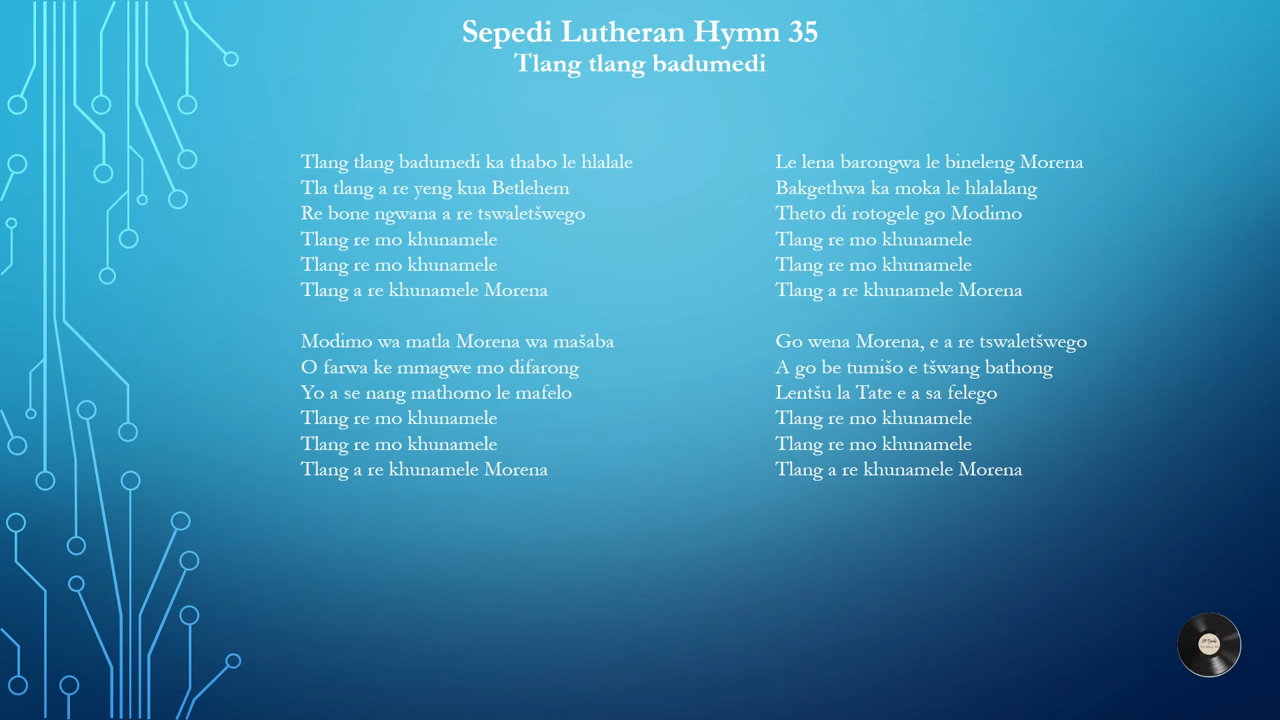 Sepedi Lutheran Hymn 35
Tlang tlang badumedi
Tlang tlang badumedi ka thabo le hlalale
Tla tlang a re yeng kua Betlehem
Re bone ngwana a re tswaletšwego
Tlang re mo khunamele
Tlang re mo khunamele
Tlang a re khunamele Morena
Modimo wa matla Morena wa mašaba
O farwa ke mmagwe mo difarong
Yo a se nang mathomo le mafelo
Tlang re mo khunamele
Tlang re mo khunamele
Tlang a re khunamele Morena
Le lena barongwa le bineleng Morena
Bakgethwa ka moka le hlalalang
Theto di rotogele go Modimo
Tlang re mo khunamele
Tlang re mo khunamele
Tlang a re khunamele Morena
Go wena Morena, e a re tswaletšwego
A go be tumišo e tšwang bathong
Lentšu la Tate e a sa felego
Tlang re mo khunamele
Tlang re mo khunamele
Tlang a re khunamele Morena